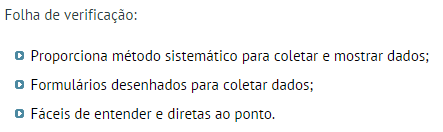 Folha de verificação:
Proporciona método sistemático para coletar e mostrar dados;
Formulários desenhados para coletar dados;
Fáceis de entender e diretas ao ponto.